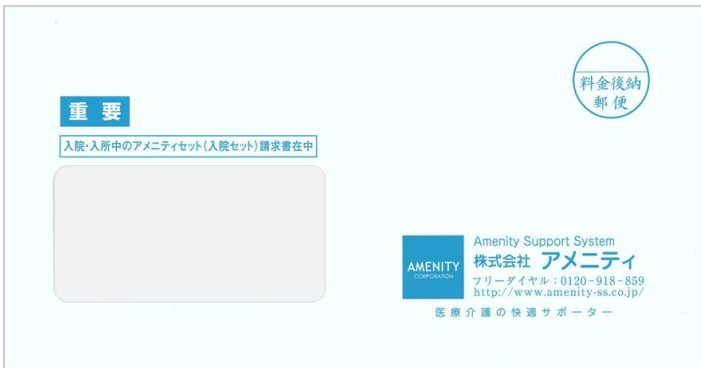 料金後納
郵便
重要
入院・入所中のアメニティセット(入院セット)請求書在中
AMENITY
CORPORATION
Amenity Support System
株式会社 アメニティ
フリーダイヤル:0120-918-859
http://www.amenity-ss.co.jp/
医療介護の快適サポーター